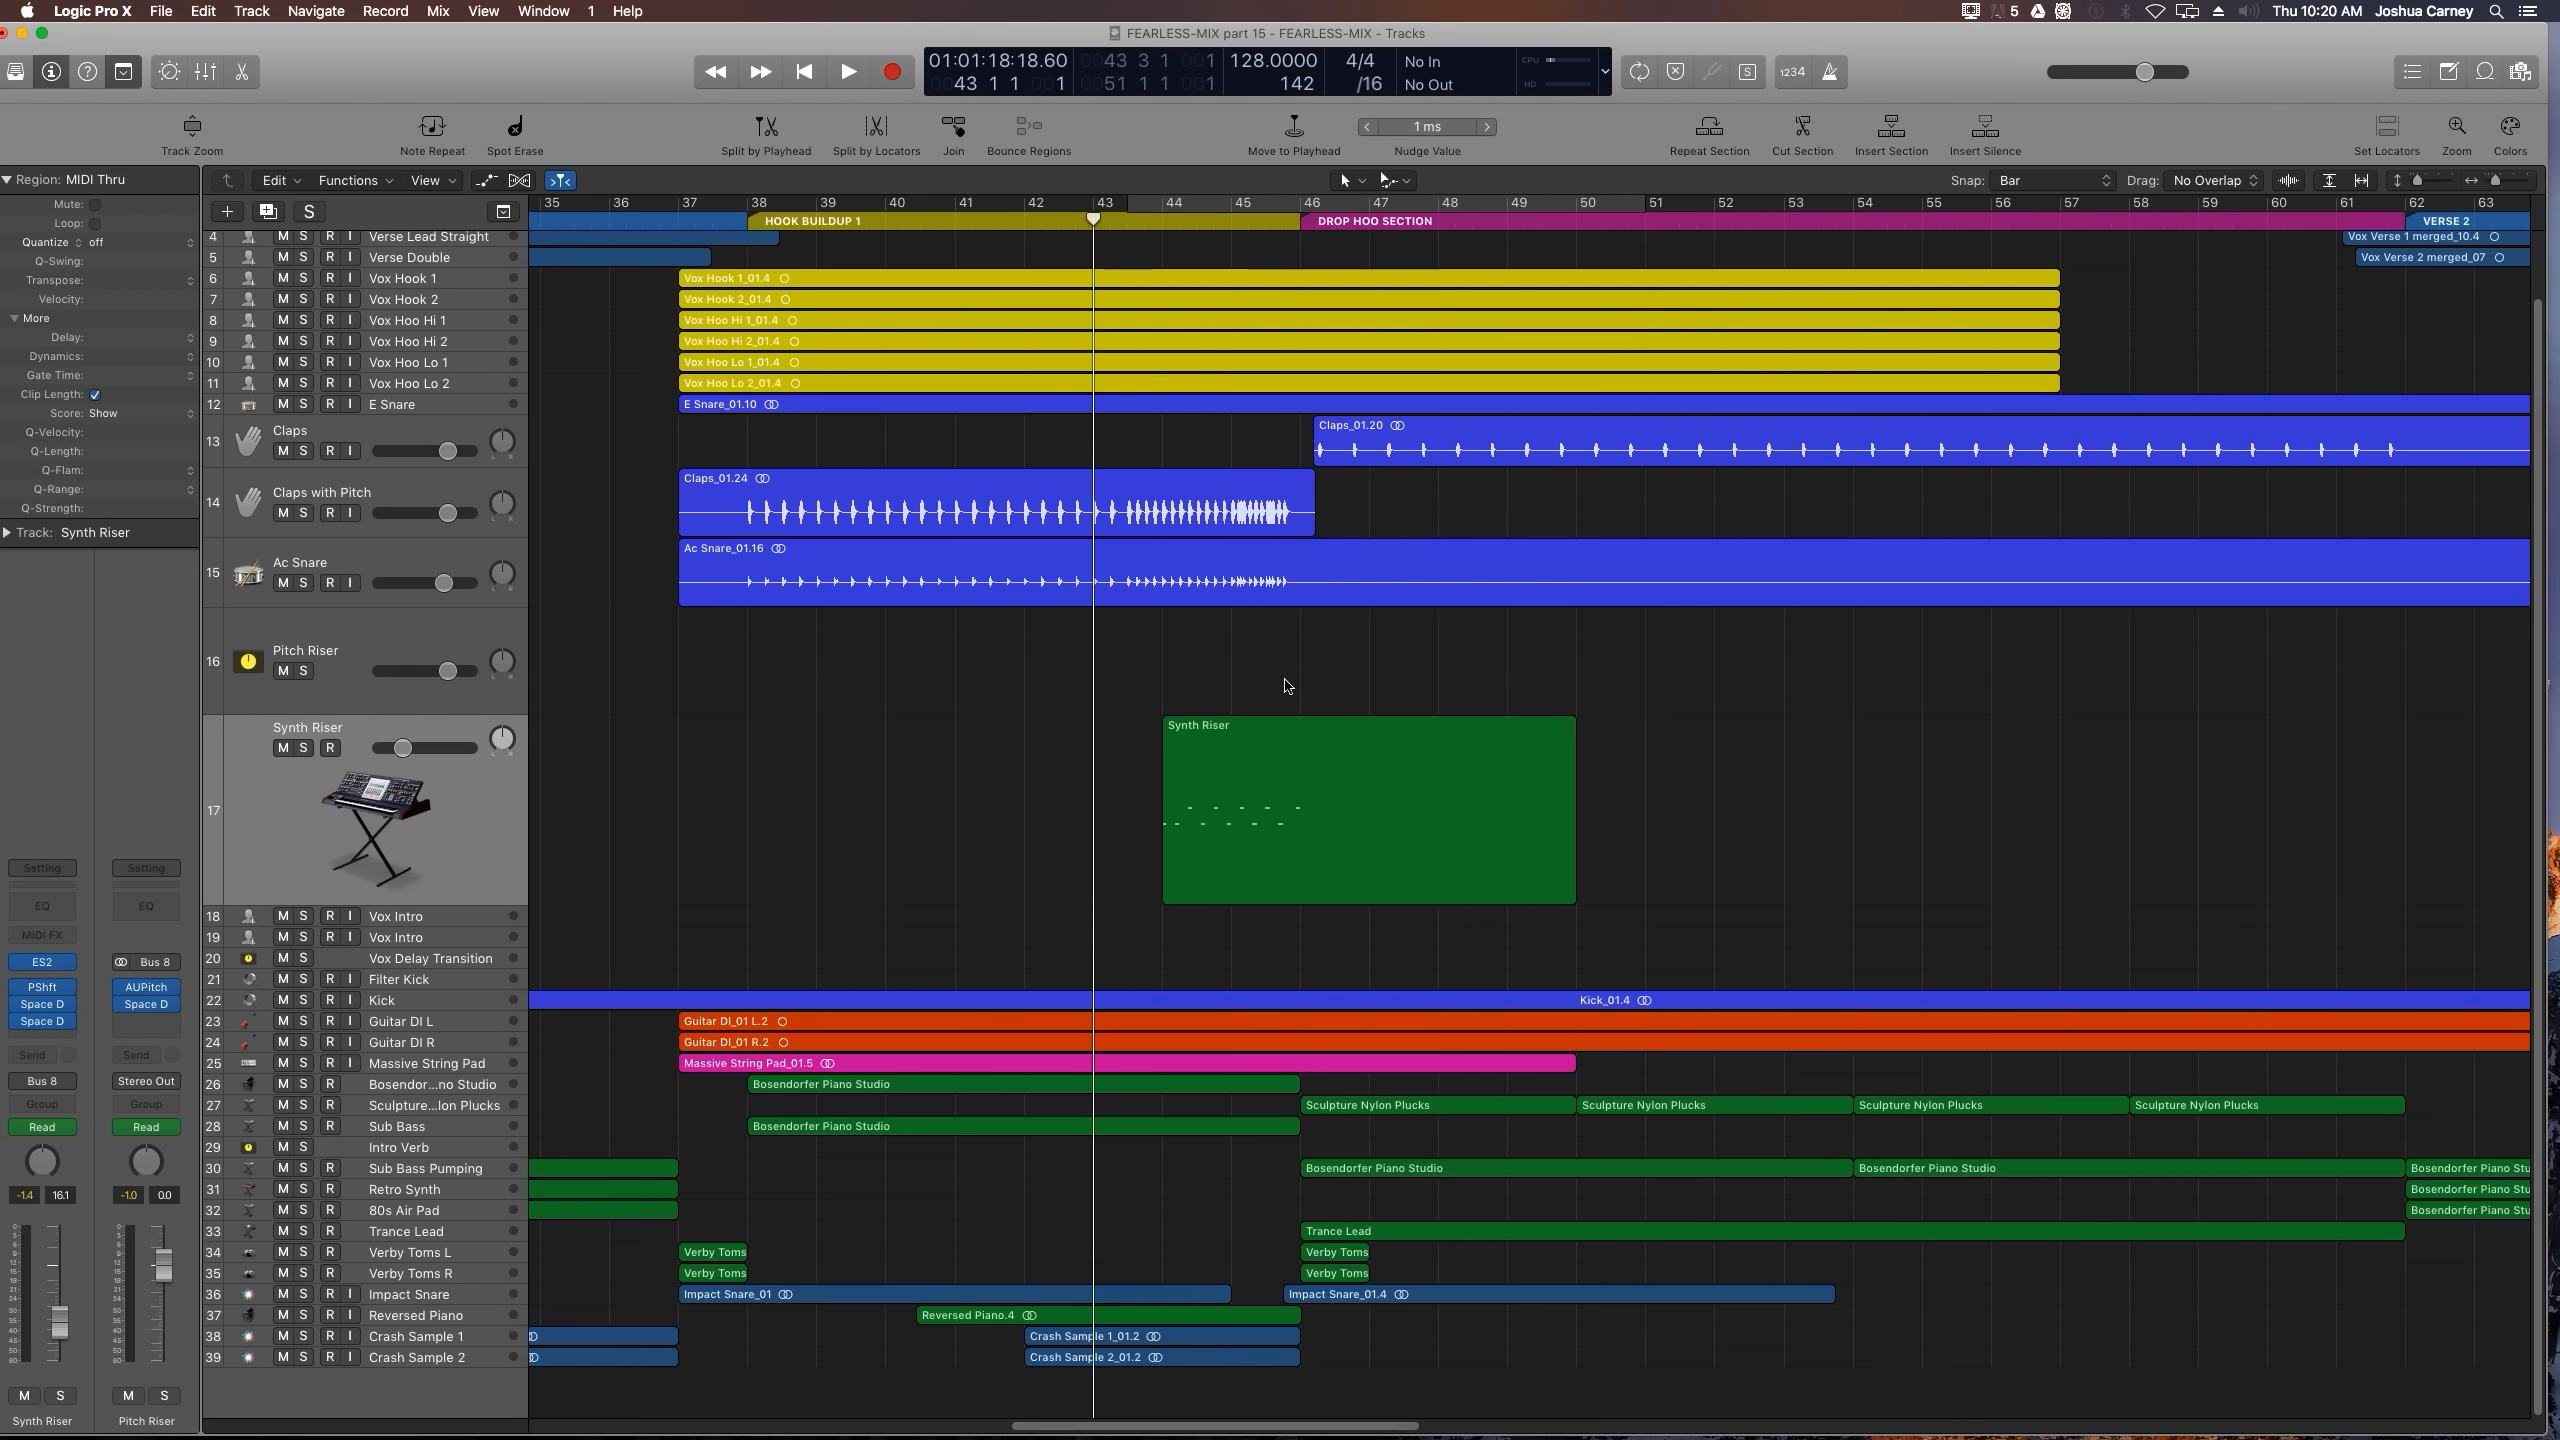 Logic Pro X File Edit Track Navigate Record Mix View Window 1 Help
5 Thu 10:20 AM Joshua Carney
FEARLESS-MIX part 15 - FEARLESS-MIX - Tracks
01:01:18:18.60 0043 3 1 001 128.0000 4/4 No In CPU
0043 1 1 001 0051 1 1 001 142 /16 No Out HD
S 1234
1 ms
Track Zoom Note Repeat Spot Erase Split by Playhead Split by Locators Join Bounce Regions Move to Playhead Nudge Value Repeat Section Cut Section Insert Section Insert Silence Set Locators Zoom Colors
Region: MIDI Thru
Edit Functions View Snap: Bar Drag: No Overlap
Mute:
Loop:
Quantize off
Q-Swing:
Transpose:
Velocity:
More
Delay:
Dynamics:
Gate Time:
Clip Length:
Score: Show
Q-Velocity:
Q-Length:
Q-Flam:
Q-Range:
Q-Strength:
Track: Synth Riser
S
35 36 37 38 39 40 41 42 43 44 45 46 47 48 49 50 51 52 53 54 55 56 57 58 59 60 61 62 63
HOOK BUILDUP 1 DROP HOO SECTION VERSE 2
4 M S R I Verse Lead Straight Vox Verse 1 merged_10.4
5 M S R I Verse Double Vox Verse 2 merged_07
6 M S R I Vox Hook 1 Vox Hook 1_01.4
7 M S R I Vox Hook 2 Vox Hook 2_01.4
8 M S R I Vox Hoo Hi 1 Vox Hoo Hi 1_01.4
9 M S R I Vox Hoo Hi 2 Vox Hoo Hi 2_01.4
10 M S R I Vox Hoo Lo 1 Vox Hoo Lo 1_01.4
11 M S R I Vox Hoo Lo 2 Vox Hoo Lo 2_01.4
12 M S R I E Snare E Snare_01.10
13 Claps Claps_01.20
M S R I L R
14 Claps with Pitch Claps_01.24
M S R I L R
15 Ac Snare Ac Snare_01.16
M S R I L R
16 Pitch Riser
M S L R
17 Synth Riser Synth Riser
M S R L R
18 M S R I Vox Intro
19 M S R I Vox Intro
20 M S Vox Delay Transition
21 M S R I Filter Kick
22 M S R I Kick Kick_01.4
23 M S R I Guitar DI L Guitar DI_01 L.2
24 M S R I Guitar DI R Guitar DI_01 R.2
25 M S R I Massive String Pad Massive String Pad_01.5
26 M S R Bosendor...no Studio Bosendorfer Piano Studio
27 M S R Sculpture...lon Plucks Sculpture Nylon Plucks Sculpture Nylon Plucks Sculpture Nylon Plucks Sculpture Nylon Plucks
28 M S R Sub Bass Bosendorfer Piano Studio
29 M S Intro Verb
30 M S R Sub Bass Pumping Bosendorfer Piano Studio Bosendorfer Piano Studio Bosendorfer Piano Stu
31 M S R Retro Synth Bosendorfer Piano Stu
32 M S R 80s Air Pad Bosendorfer Piano Stu
33 M S R Trance Lead Trance Lead
34 M S R Verby Toms L Verby Toms Verby Toms
35 M S R Verby Toms R Verby Toms Verby Toms
36 M S R I Impact Snare Impact Snare_01 Impact Snare_01.4
37 M S R Reversed Piano Reversed Piano.4
38 M S R I Crash Sample 1 Crash Sample 1_01.2
39 M S R I Crash Sample 2 Crash Sample 2_01.2
Setting Setting
EQ EQ
MIDI FX
ES2 Bus 8
PShft AUPitch
Space D Space D
Space D
Send Send
Bus 8 Stereo Out
Group Group
Read Read
-1.4 16.1 -1.0 0.0
M S M S
Synth Riser Pitch Riser